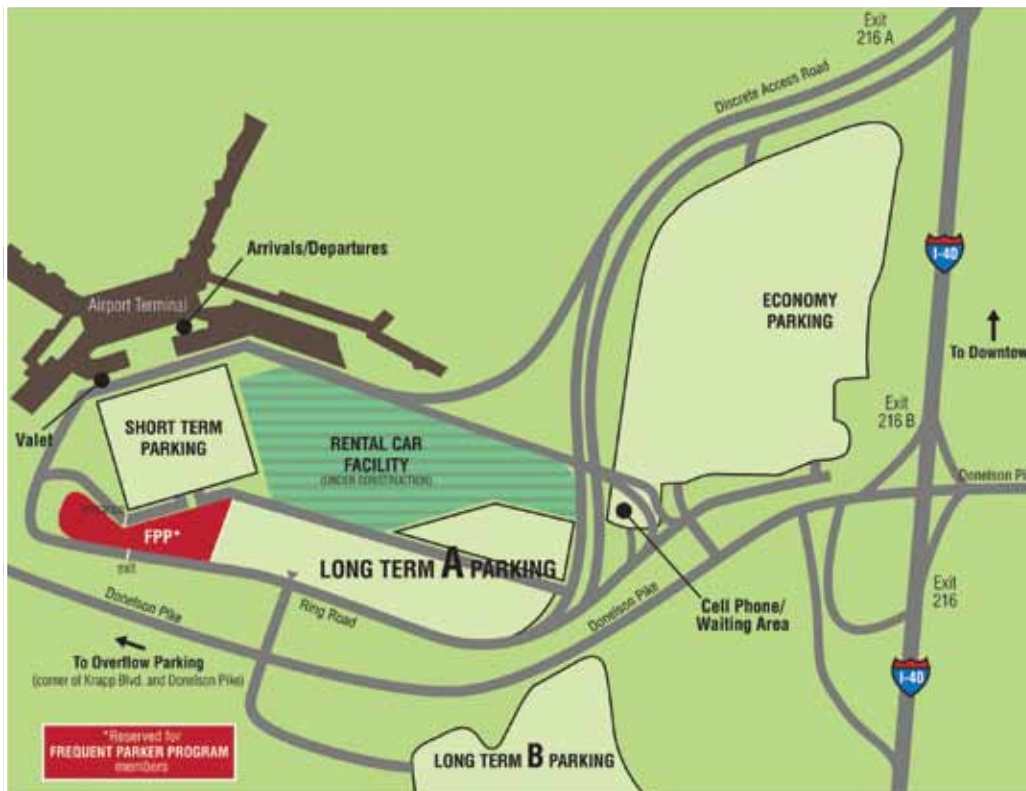 Exit
216 A
Discrete Access Road
I-40
Arrivals/Departures
Airport Terminal
ECONOMY
PARKING
To Downtow
Exit
216 B
Valet
SHORT TERM
PARKING
RENTAL CAR
FACILITY
(UNDER CONSTRUCTION)
Donelson Pi
FPP*
exit
LONG TERM A PARKING
Exit
216
Donelson Pike
Ring Road
Donelson Pike
Cell Phone/
Waiting Area
To Overflow Parking
(corner of Knapp Blvd. and Donelson Pike)
I-40
*Reserved for
FREQUENT PARKER PROGRAM
members
LONG TERM B PARKING